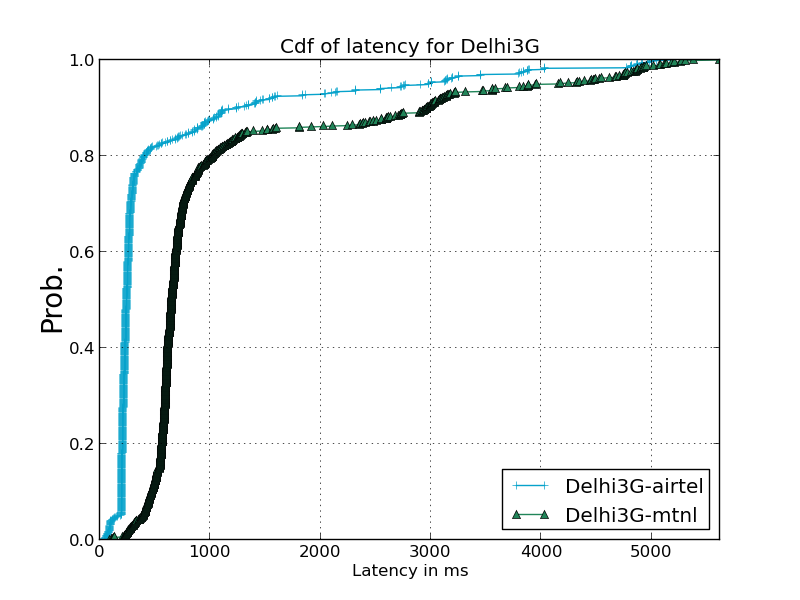 Cdf of latency for Delhi3G
Prob.
1.0
0.8
0.6
0.4
0.2
0.0
0 1000 2000 3000 4000 5000
Latency in ms
Delhi3G-airtel
Delhi3G-mtnl